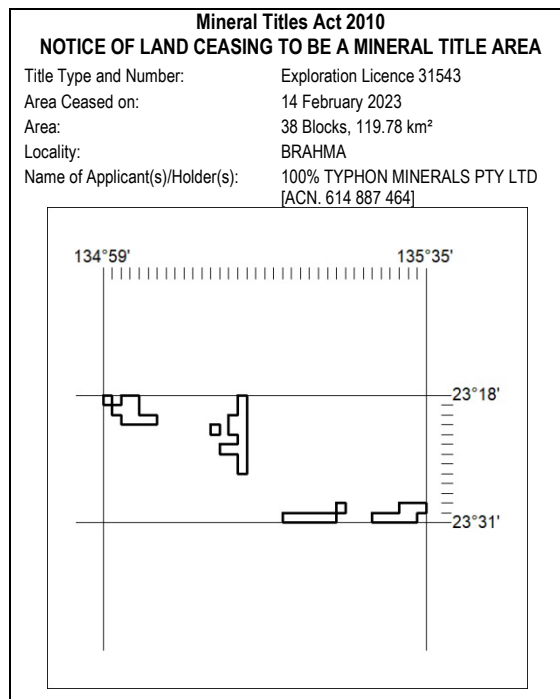 Mineral Titles Act 2010
NOTICE OF LAND CEASING TO BE A MINERAL TITLE AREA
Title Type and Number: Exploration Licence 31543
Area Ceased on: 14 February 2023
Area: 38 Blocks, 119.78 km²
Locality: BRAHMA
Name of Applicant(s)/Holder(s): 100% TYPHON MINERALS PTY LTD
[ACN. 614 887 464]
134°59' 135°35'
23°18'
23°31'